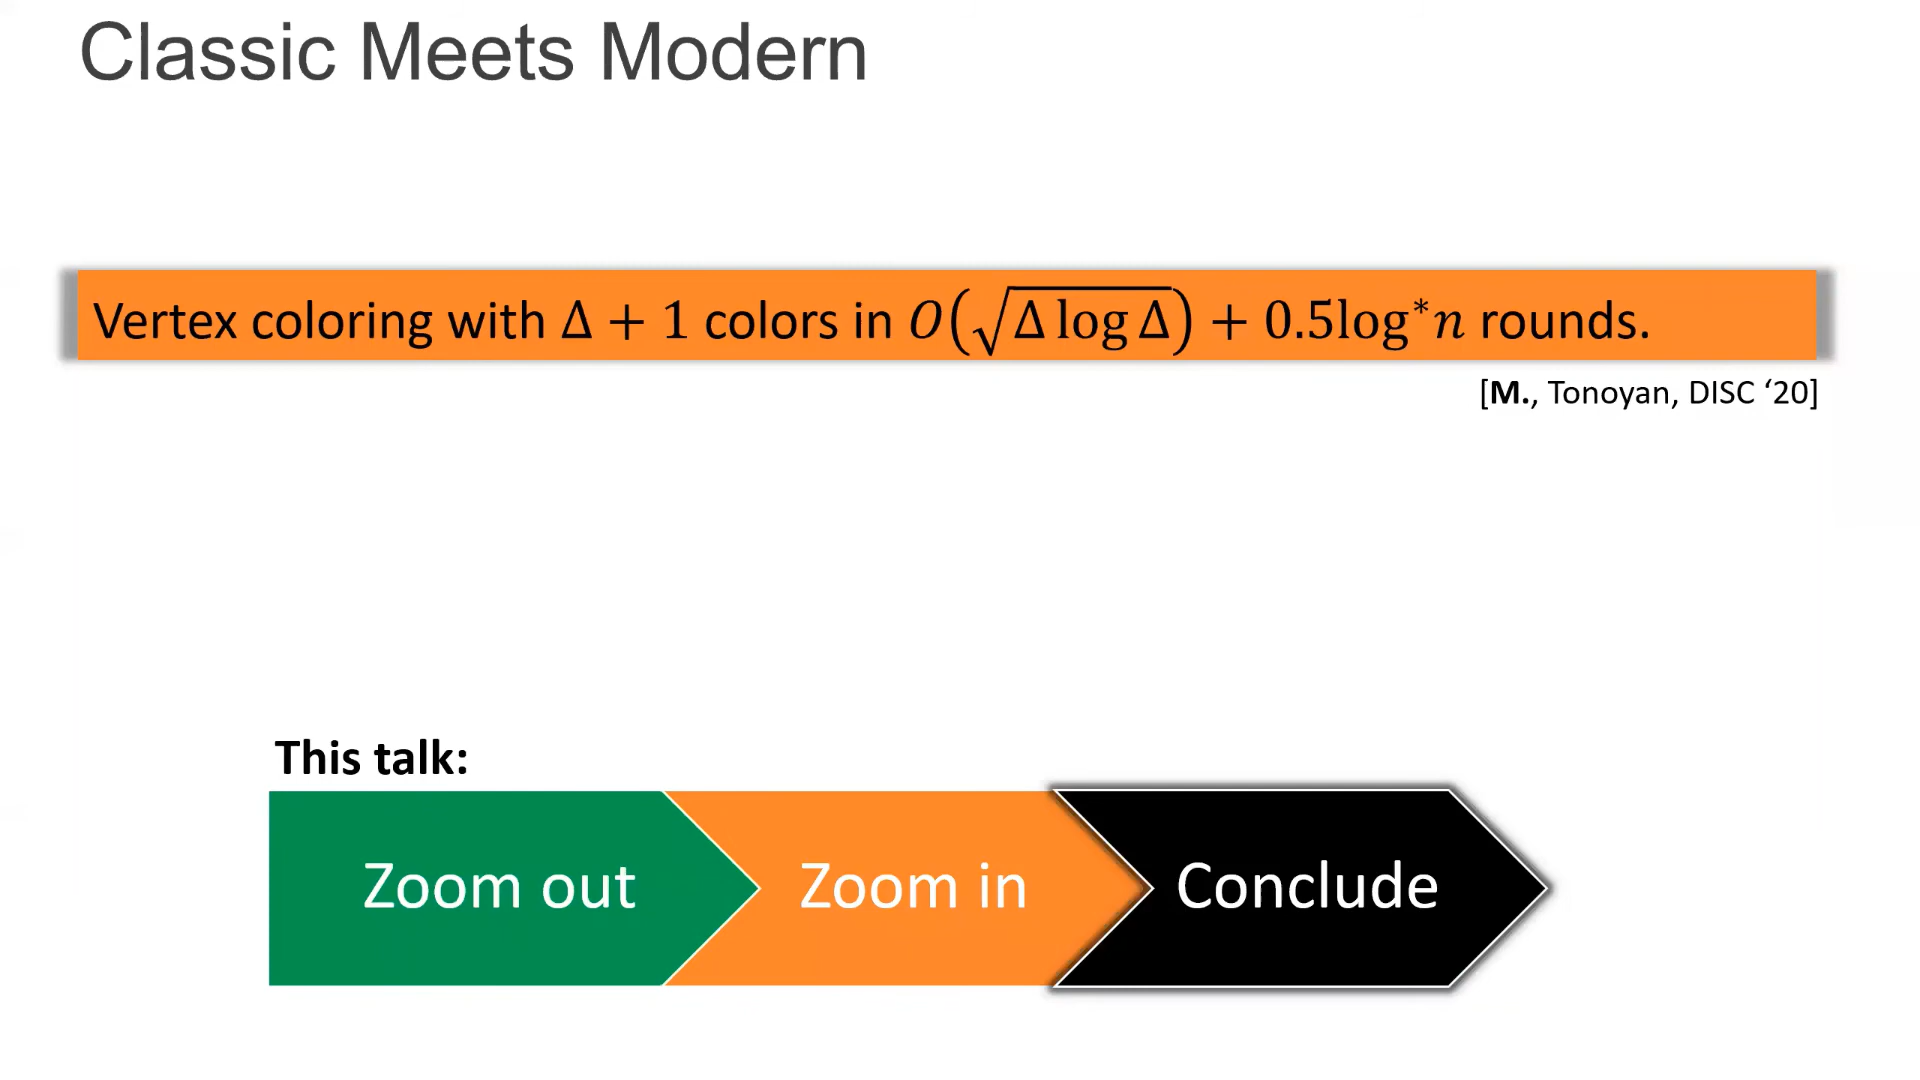 Classic Meets Modern
Vertex coloring with Δ + 1 colors in O(√(Δ log Δ)) + 0.5log*n rounds.
[M., Tonoyan, DISC ‘20]
This talk:
Zoom out
Zoom in
Conclude